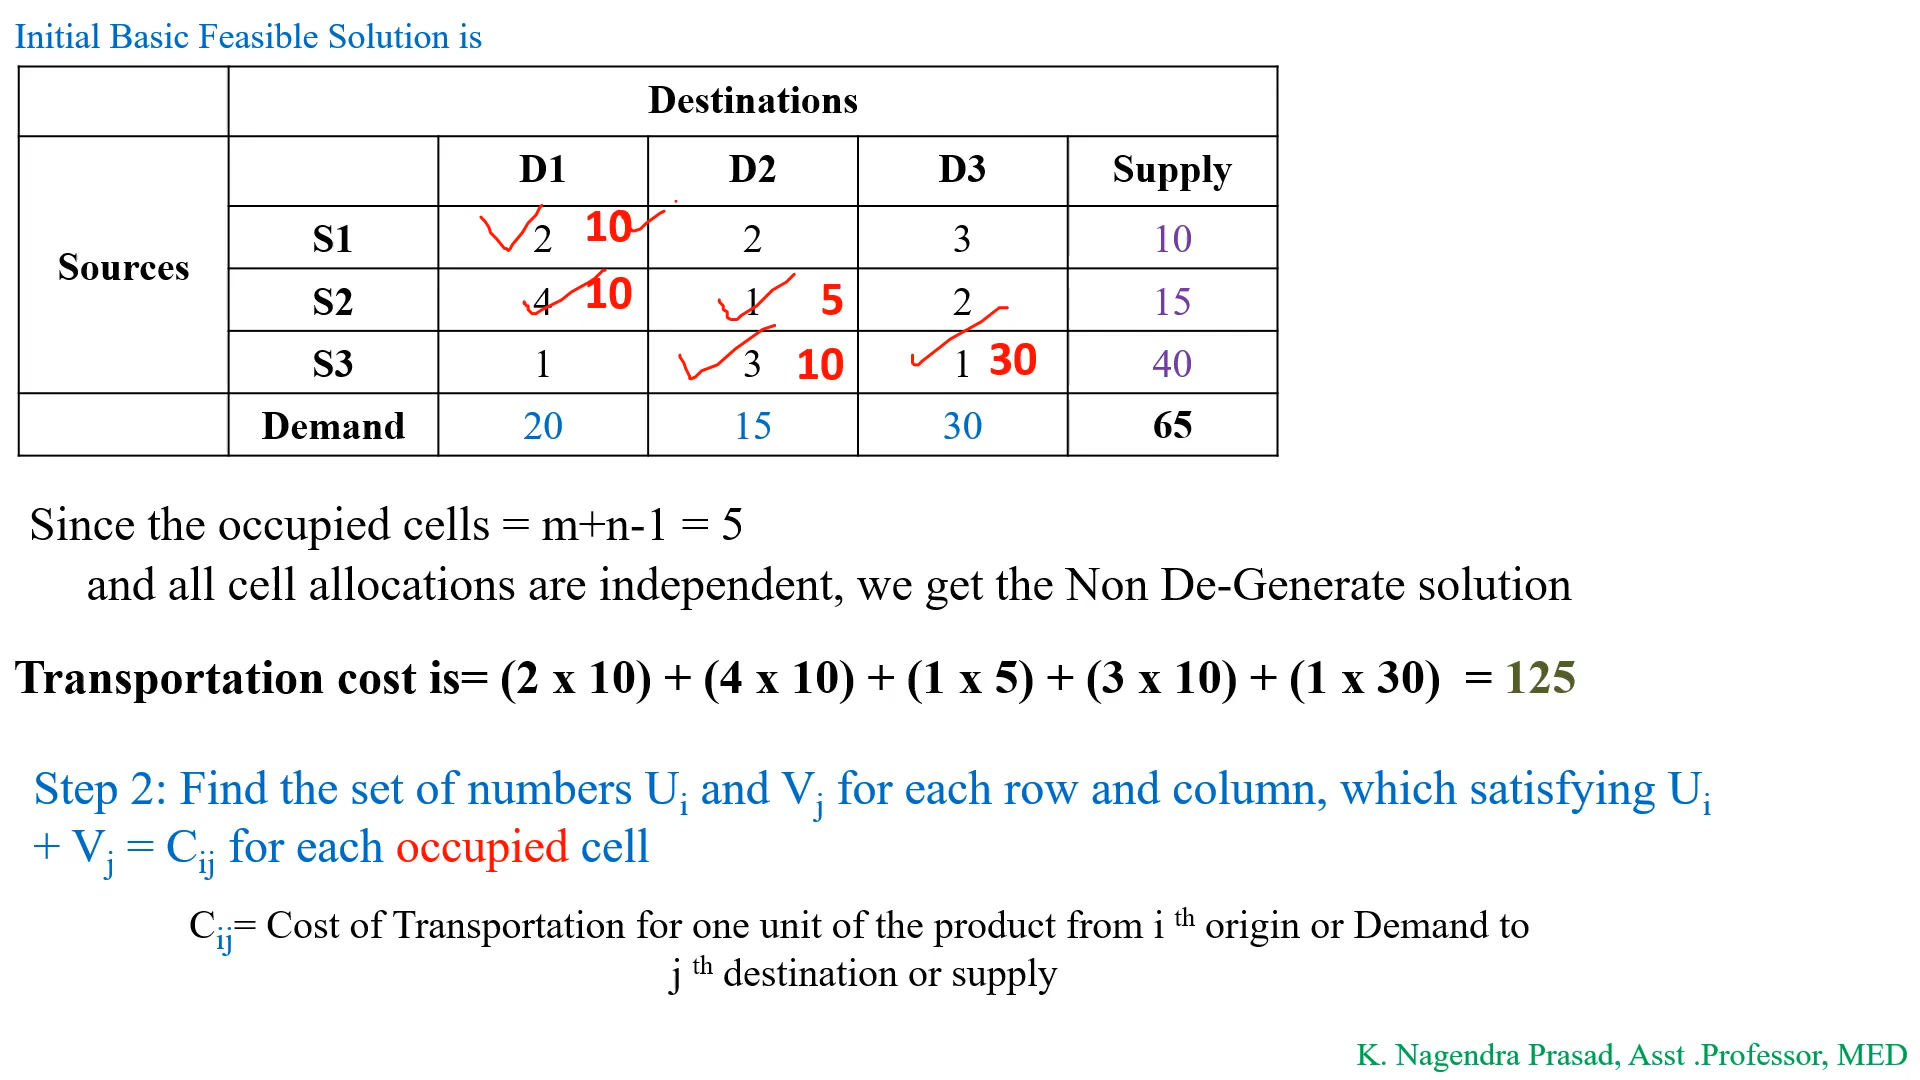 Initial Basic Feasible Solution is
Destinations
Sources D1 D2 D3 Supply
S1 2 10 2 3 10
S2 4 10 1 5 2 15
S3 1 3 10 1 30 40
Demand 20 15 30 65
Since the occupied cells = m+n-1 = 5
and all cell allocations are independent, we get the Non De-Generate solution
Transportation cost is= (2 x 10) + (4 x 10) + (1 x 5) + (3 x 10) + (1 x 30) = 125
Step 2: Find the set of numbers Ui and Vj for each row and column, which satisfying Ui
+ Vj = Cij for each occupied cell
Cij= Cost of Transportation for one unit of the product from i th origin or Demand to
j th destination or supply
K. Nagendra Prasad, Asst .Professor, MED